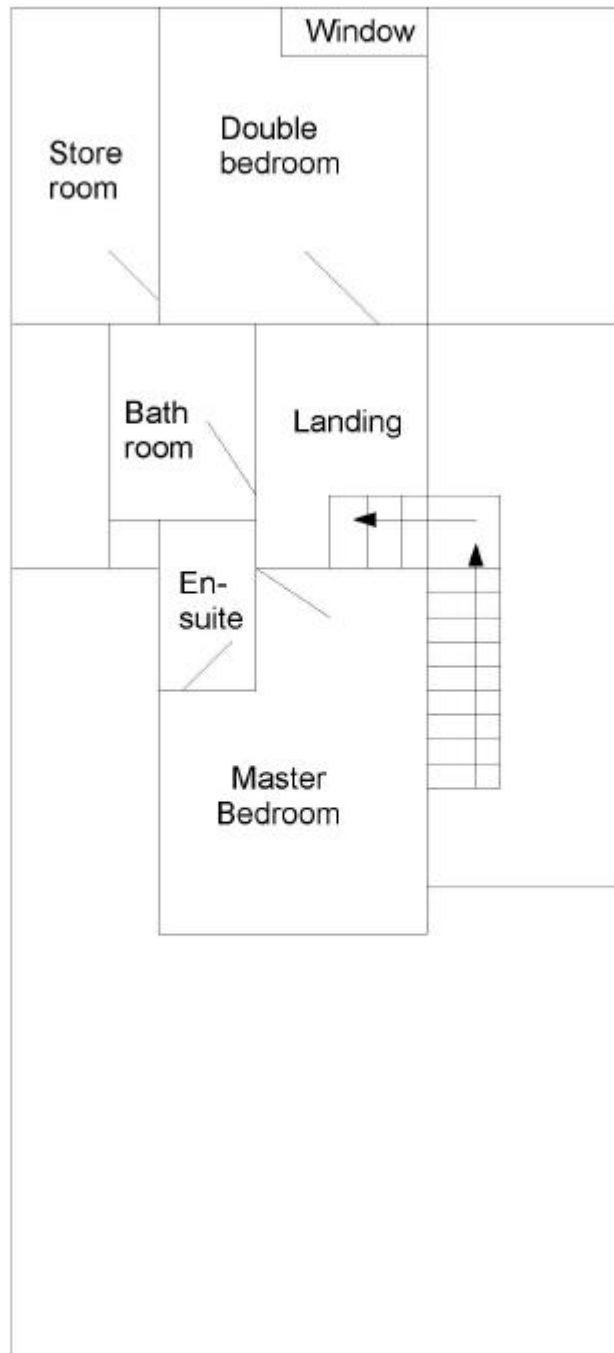 Window
Double
bedroom
Store
room
Bath
room
Landing
En-
suite
Master
Bedroom